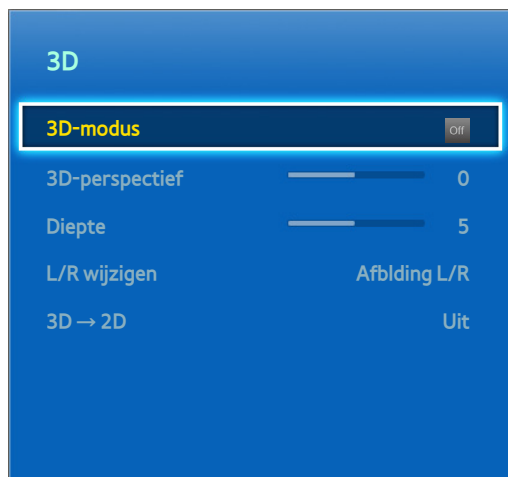 3D
3D-modus Off
3D-perspectief 0
Diepte 5
L/R wijzigen Afblding L/R
3D → 2D Uit